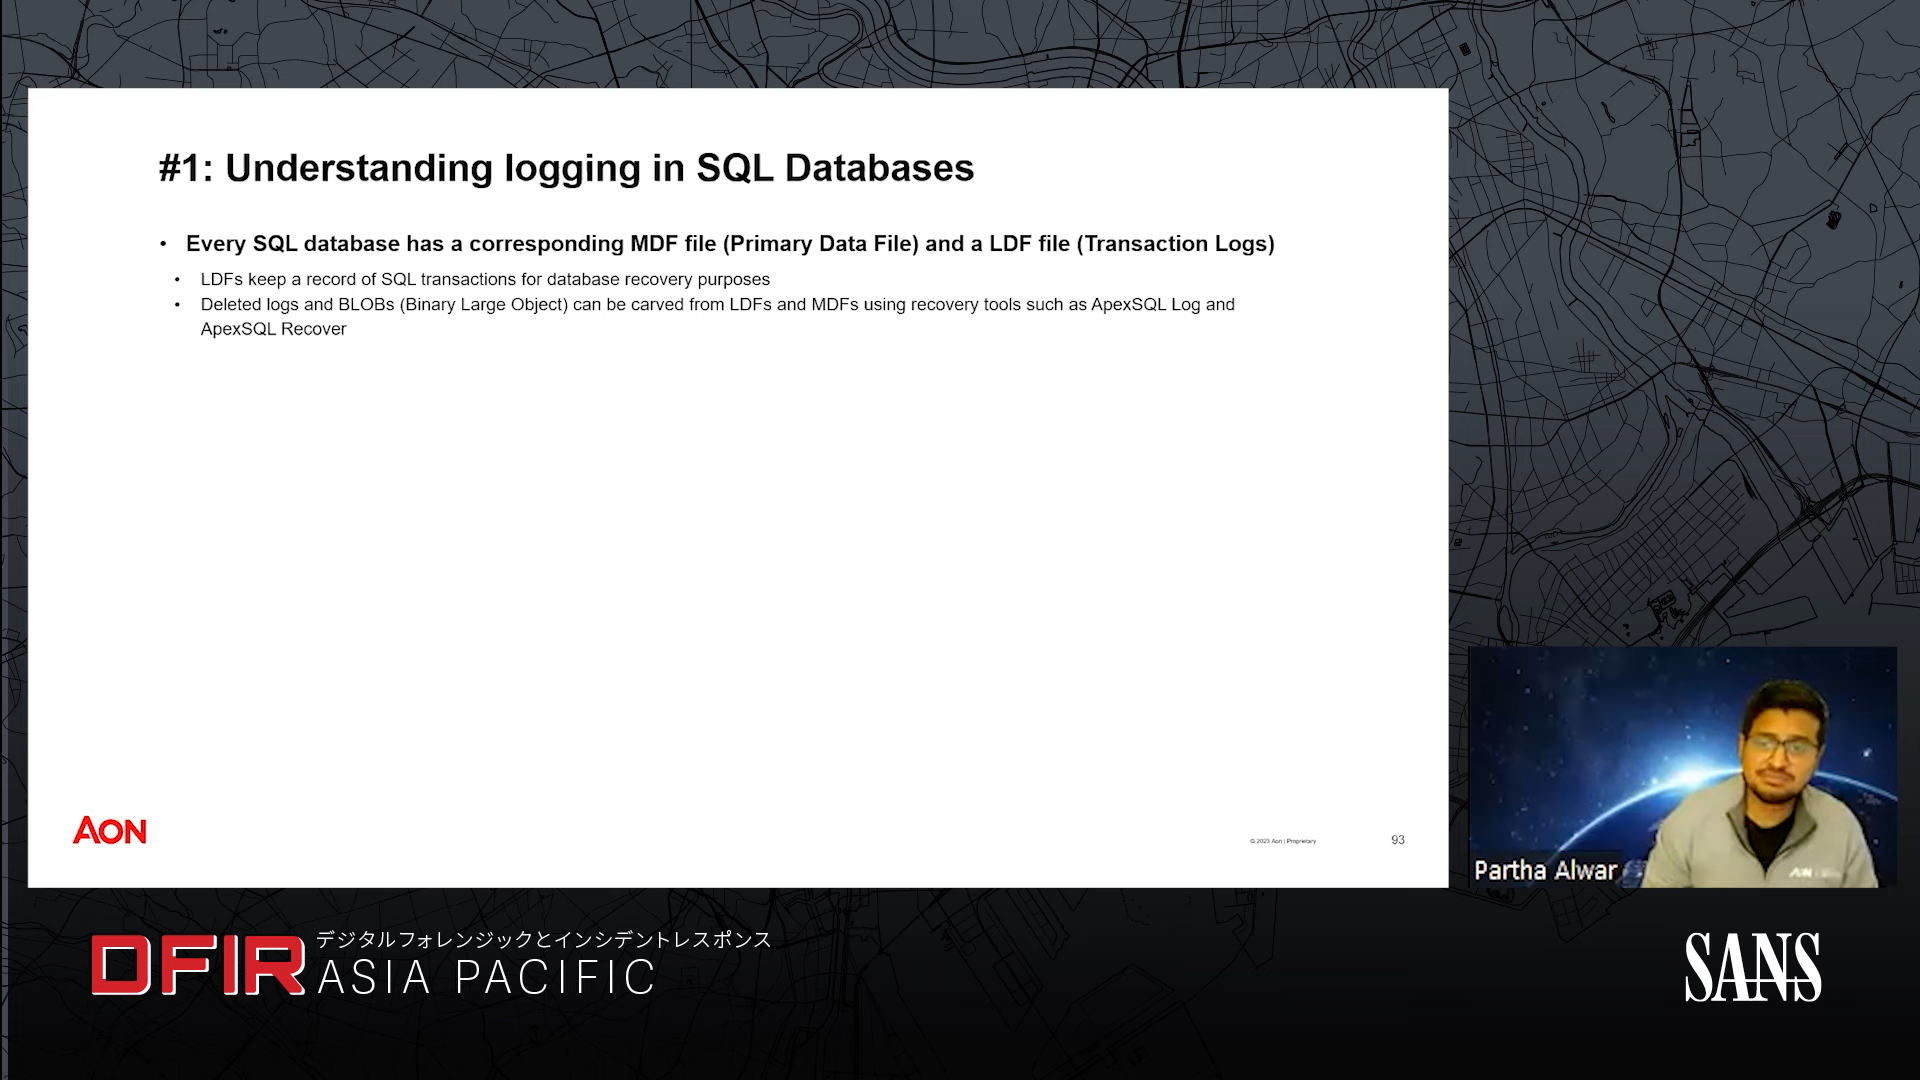 #1: Understanding logging in SQL Databases
• Every SQL database has a corresponding MDF file (Primary Data File) and a LDF file (Transaction Logs)
• LDFs keep a record of SQL transactions for database recovery purposes
• Deleted logs and BLOBs (Binary Large Object) can be carved from LDFs and MDFs using recovery tools such as ApexSQL Log and
ApexSQL Recover
AON
© 2023 Aon | Proprietary
93
Partha Alwar
AON
DFIR
デジタルフォレンジックとインシデントレスポンス
ASIA PACIFIC
SANS